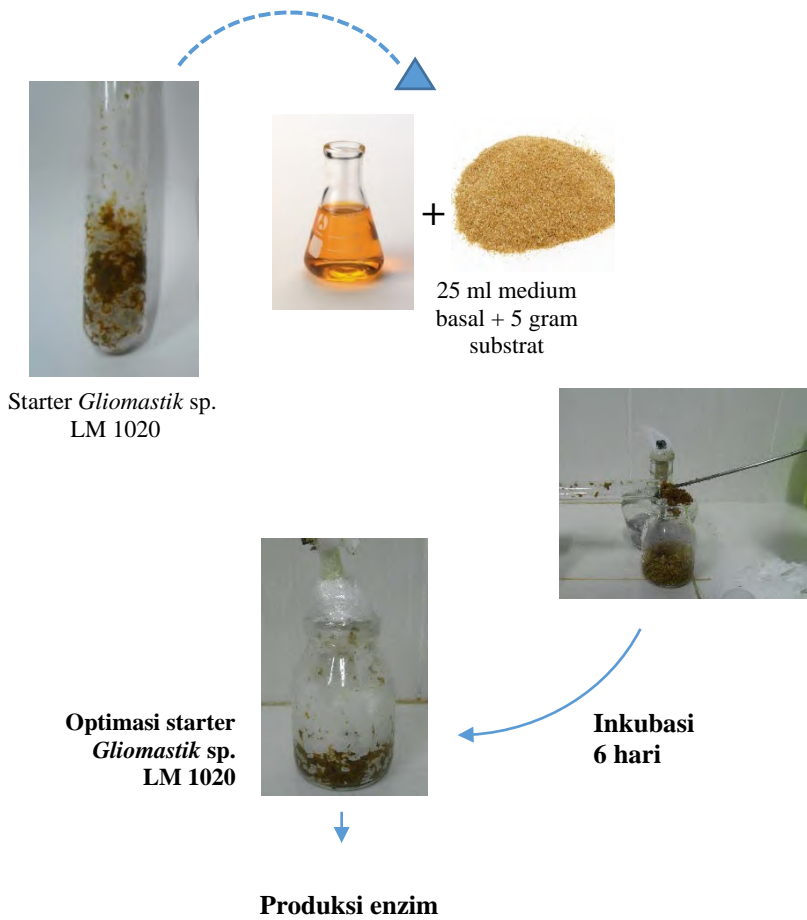 +
25 ml medium
basal + 5 gram
substrat
Starter Gliomastik sp.
LM 1020
Optimasi starter
Gliomastik sp.
LM 1020
Inkubasi
6 hari
Produksi enzim